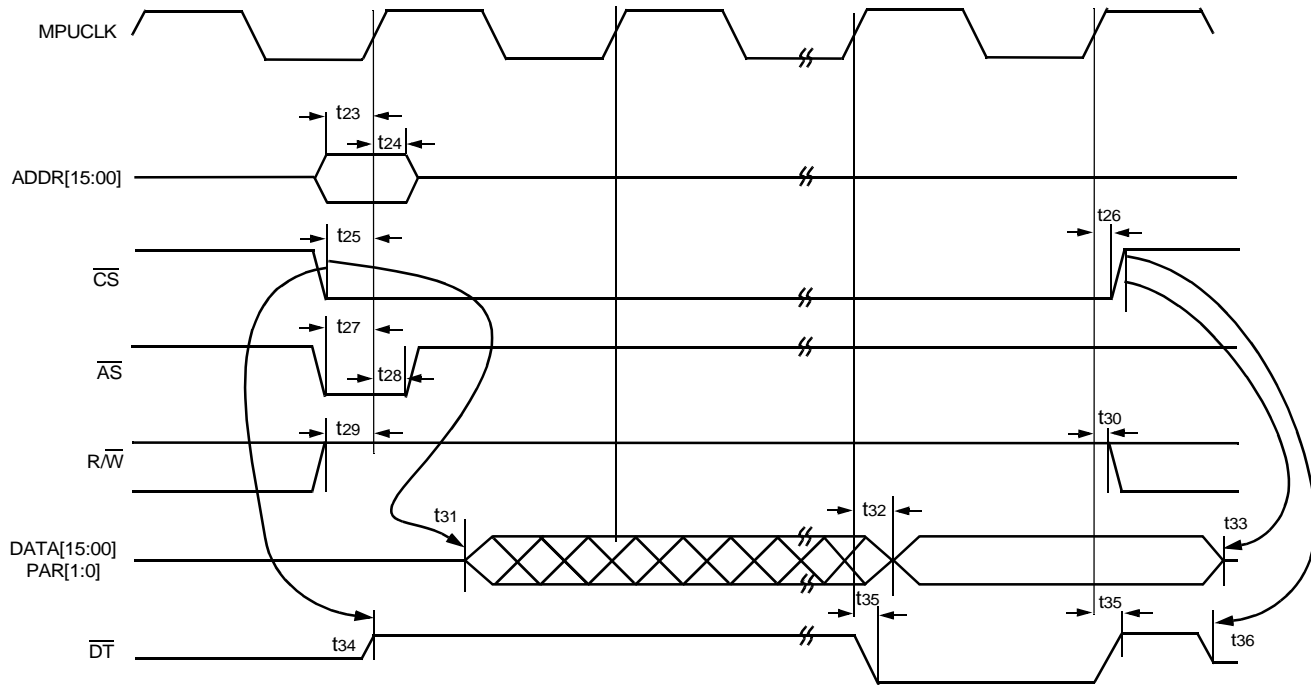 MPUCLK
t23
t24
ADDR[15:00]
t25
t26
CS
t27
AS
t28
t29
t30
R/W
t31
t32
t33
DATA[15:00]
PAR[1:0]
t35
t35
t34
t36
DT